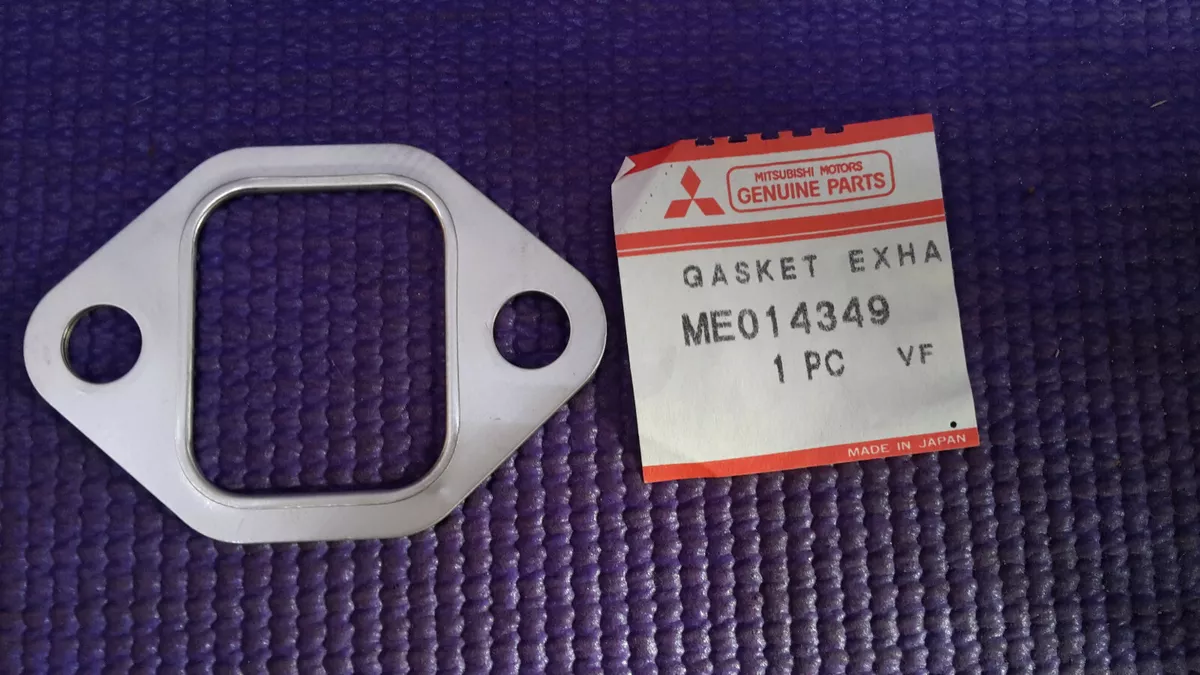 MITSUBISHI MOTORS
GENUINE PARTS
GASKET EXHA
ME014349
1 PC VF
MADE IN JAPAN